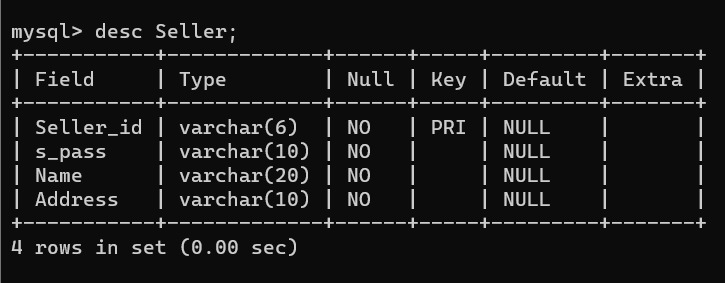 mysql> desc Seller;
+-----------+-------------+------+-----+---------+-------+
| Field     | Type        | Null | Key | Default | Extra |
+-----------+-------------+------+-----+---------+-------+
| Seller_id | varchar(6)  | NO   | PRI | NULL    |       |
| s_pass    | varchar(10) | NO   |     | NULL    |       |
| Name      | varchar(20) | NO   |     | NULL    |       |
| Address   | varchar(10) | NO   |     | NULL    |       |
+-----------+-------------+------+-----+---------+-------+
4 rows in set (0.00 sec)